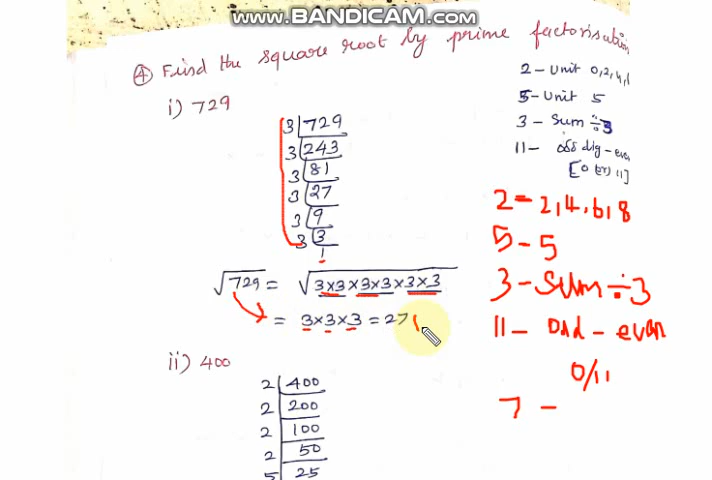 www.BANDICAM.com
④ Find the square root by prime factorisation
i) 729
3 729
3 243
3 81
3 27
3 9
3 3
1
√729 = √3×3×3×3×3×3
= 3×3×3 = 27
ii) 400
2 400
2 200
2 100
2 50
5 25
2 - Unit 0,2,4,
5 - Unit 5
3 - Sum ÷3
11 - odd dig - even
[0 (or) 11]
2 = 2,4,6,8
5 - 5
3 - Sum ÷ 3
11 - odd - even
0/11
7 -